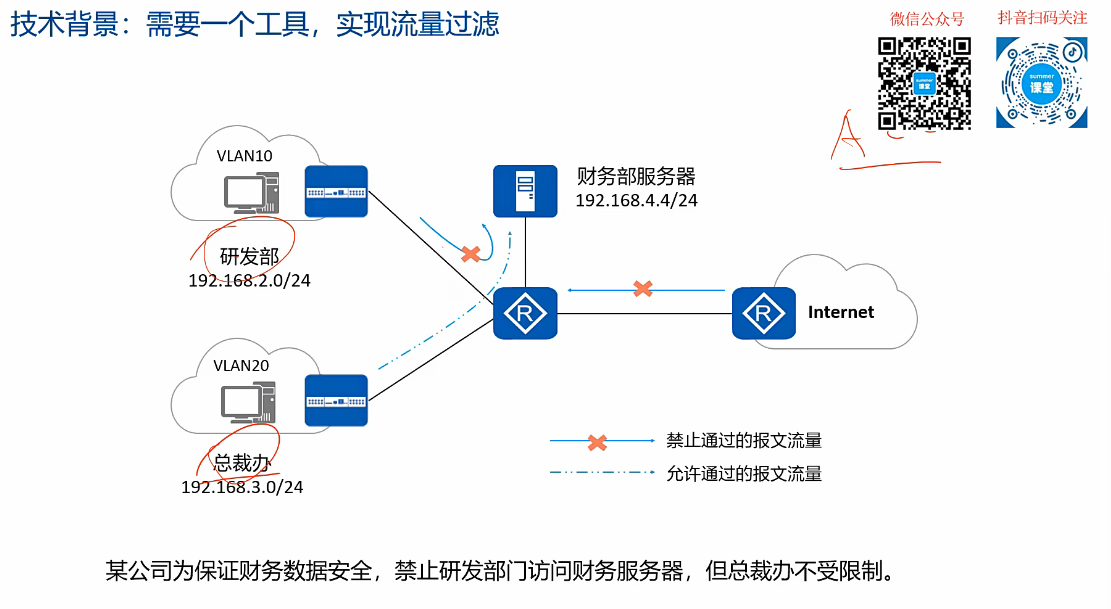 技术背景：需要一个工具，实现流量过滤
微信公众号
抖音扫码关注
summer
课堂
summer
课堂
A
VLAN10
研发部
192.168.2.0/24
财务部服务器
192.168.4.4/24
R
R
Internet
VLAN20
总裁办
192.168.3.0/24
禁止通过的报文流量
允许通过的报文流量
某公司为保证财务数据安全，禁止研发部门访问财务服务器，但总裁办不受限制。